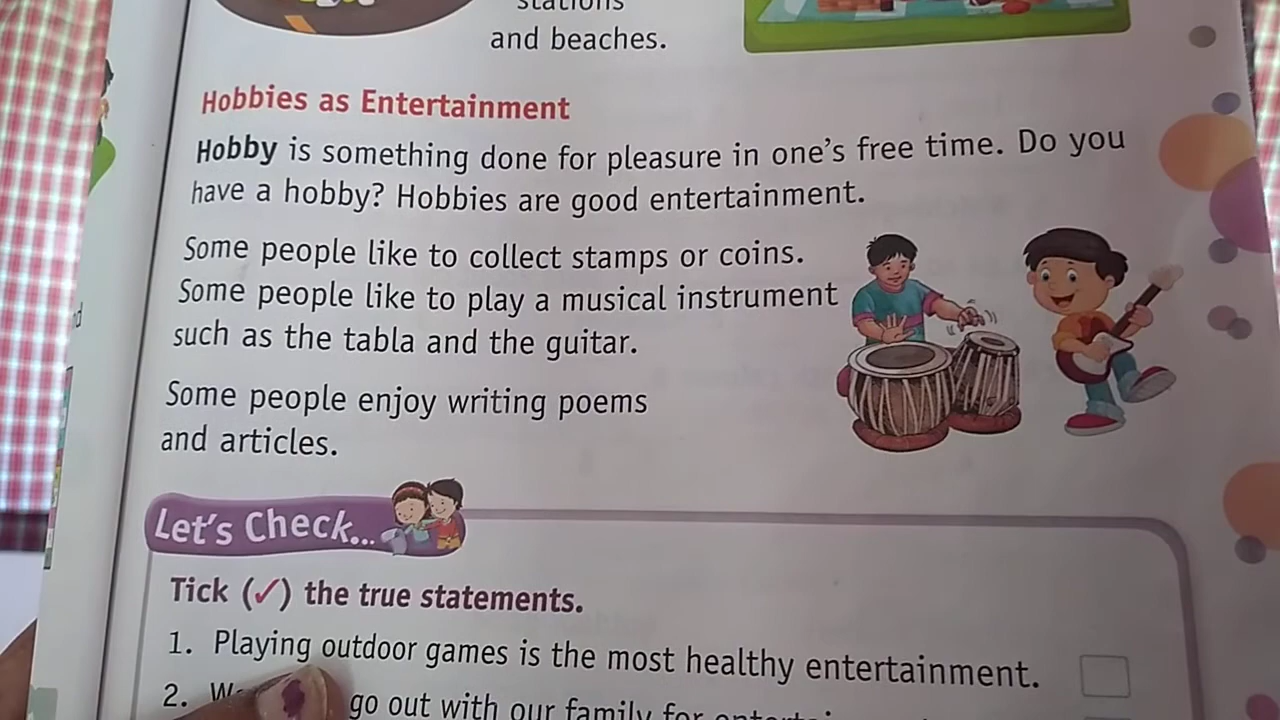 stations
and beaches.
Hobbies as Entertainment
Hobby is something done for pleasure in one's free time. Do you
have a hobby? Hobbies are good entertainment.
Some people like to collect stamps or coins.
Some people like to play a musical instrument
such as the tabla and the guitar.
Some people enjoy writing poems
and articles.
Let's Check...
Tick (✓) the true statements.
1. Playing outdoor games is the most healthy entertainment.
2. go out with our family for